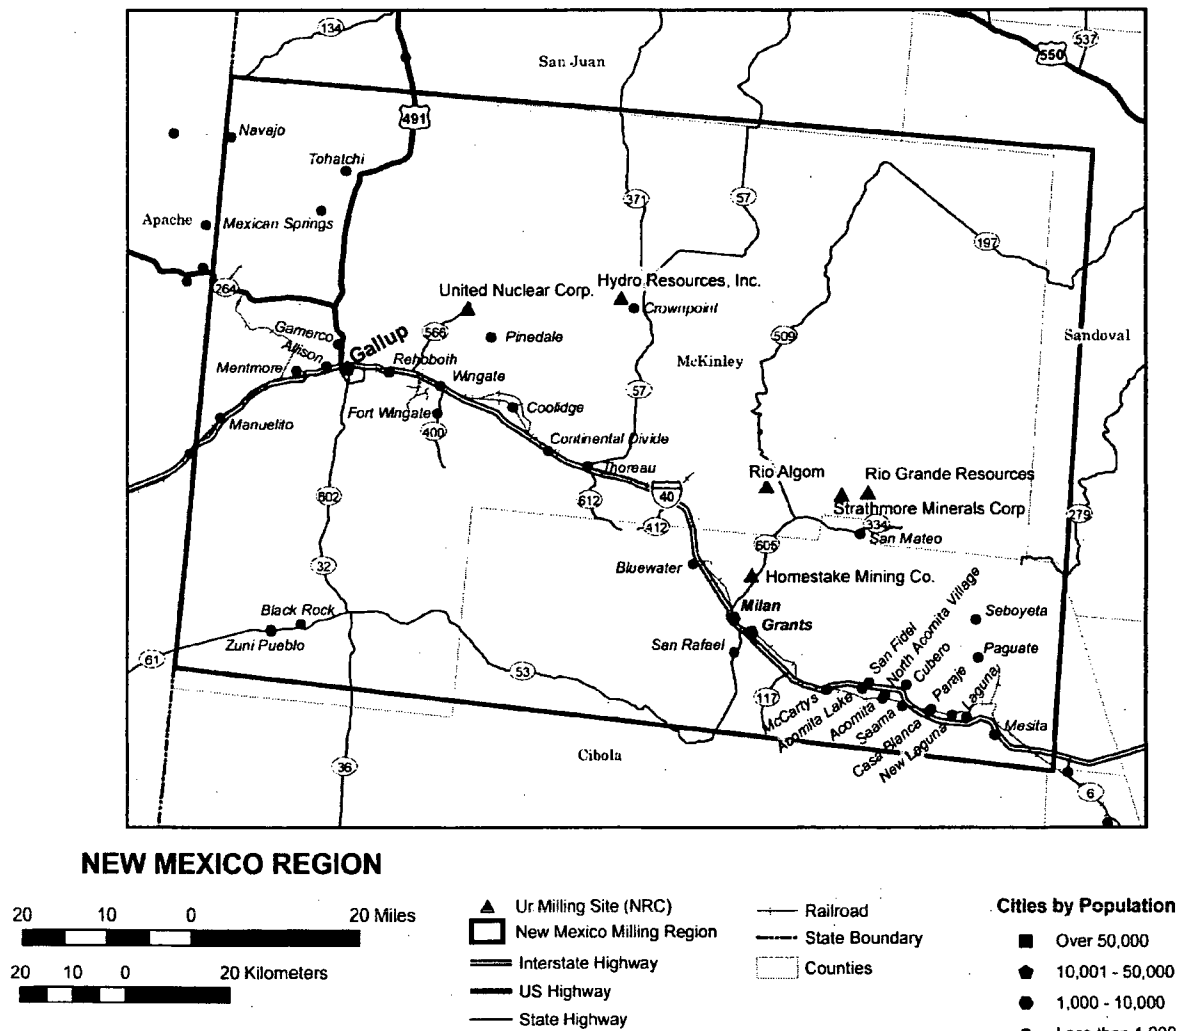 134
San Juan
537
550
491
Navajo
Tohatchi
371
57
Apache
Mexican Springs
197
264
United Nuclear Corp.
Hydro Resources, Inc.
Crownpoint
566
Pinedale
509
Sandoval
Gamerco
Allison
Gallup
McKinley
Mentmore
Rehoboth
Wingate
57
Manuelito
Fort Wingate
Coolidge
400
Continental Divide
Thoreau
Rio Algom
Rio Grande Resources
602
612
40
Strathmore Minerals Corp
279
412
334
605
San Mateo
32
Bluewater
Homestake Mining Co.
Black Rock
Milan
Seboyeta
Zuni Pueblo
Grants
San Fidel
North Acomita Village
Cubero
San Rafael
Paguate
61
53
117
McCartys
Acomita Lake
Acomita
Seama
Casa Blanca
New Laguna
Paraje
Laguna
Mesita
Cibola
36
6
NEW MEXICO REGION
20 10 0 20 Miles
20 10 0 20 Kilometers
Ur Milling Site (NRC)
New Mexico Milling Region
Interstate Highway
US Highway
State Highway
Railroad
State Boundary
Counties
Cities by Population
Over 50,000
10,001 - 50,000
1,000 - 10,000